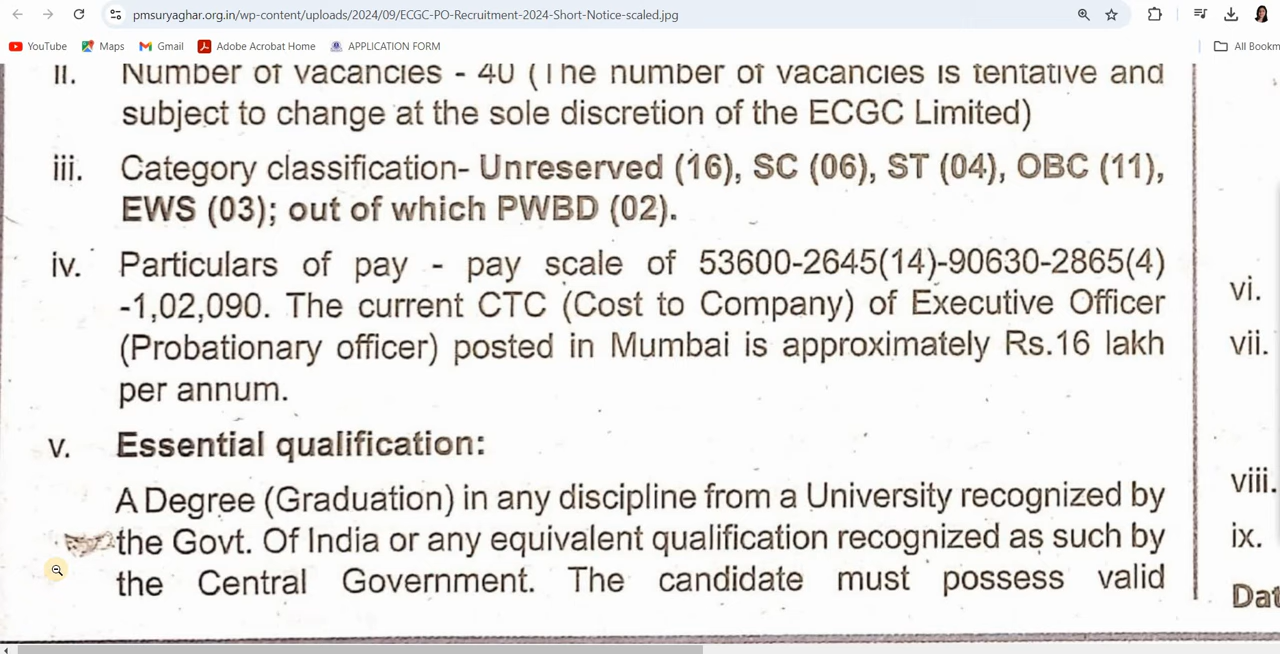 pmsuryaghar.org.in/wp-content/uploads/2024/09/ECGC-PO-Recruitment-2024-Short-Notice-scaled.jpg
YouTube Maps Gmail Adobe Acrobat Home APPLICATION FORM All Bookm
ii. Number of vacancies - 40 (The number of vacancies is tentative and
subject to change at the sole discretion of the ECGC Limited)
iii. Category classification- Unreserved (16), SC (06), ST (04), OBC (11),
EWS (03); out of which PWBD (02).
iv. Particulars of pay - pay scale of 53600-2645(14)-90630-2865(4)
-1,02,090. The current CTC (Cost to Company) of Executive Officer
(Probationary officer) posted in Mumbai is approximately Rs.16 lakh
per annum.
v. Essential qualification:
A Degree (Graduation) in any discipline from a University recognized by
the Govt. Of India or any equivalent qualification recognized as such by
the Central Government. The candidate must possess valid
vi.
vii.
viii.
ix.
Dat